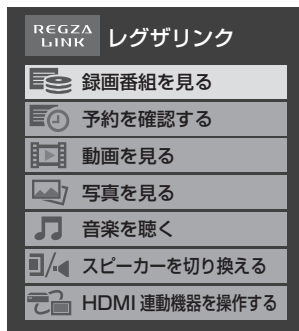 REGZA
LINK
レグザリンク
録画番組を見る
予約を確認する
動画を見る
写真を見る
音楽を聴く
スピーカーを切り換える
HDMI 連動機器を操作する